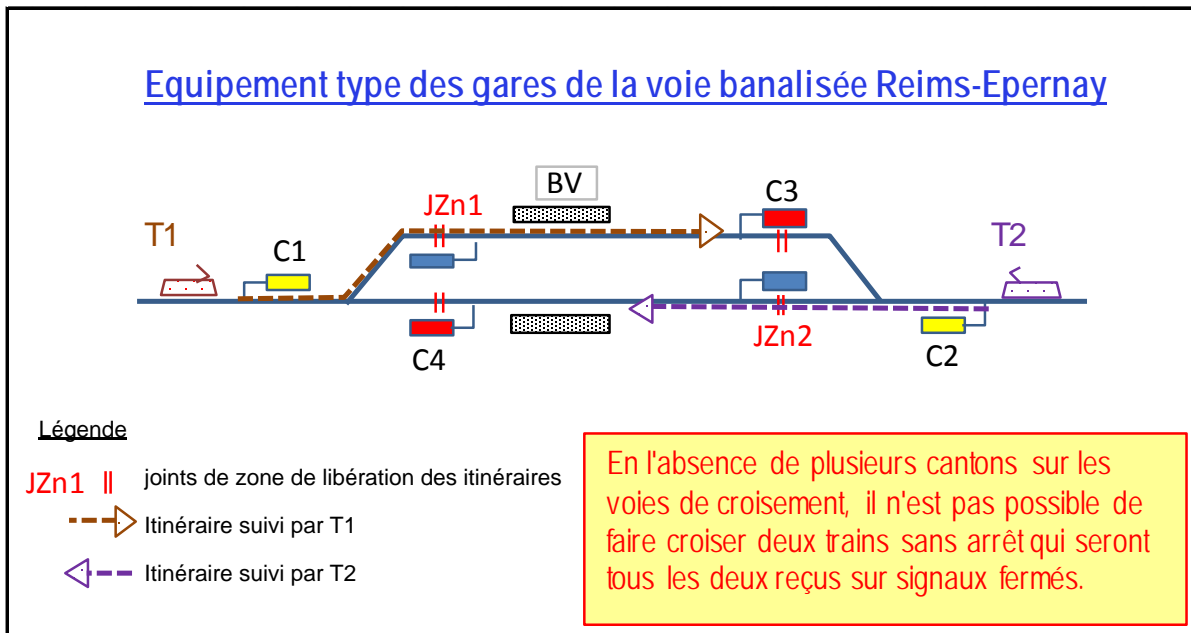 Equipement type des gares de la voie banalisée Reims-Epernay
BV
C3
JZn1
T1
T2
C1
JZn2
C4
C2
Légende
JZn1 || joints de zone de libération des itinéraires
Itinéraire suivi par T1
Itinéraire suivi par T2
En l'absence de plusieurs cantons sur les
voies de croisement, il n'est pas possible de
faire croiser deux trains sans arrêt qui seront
tous les deux reçus sur signaux fermés.